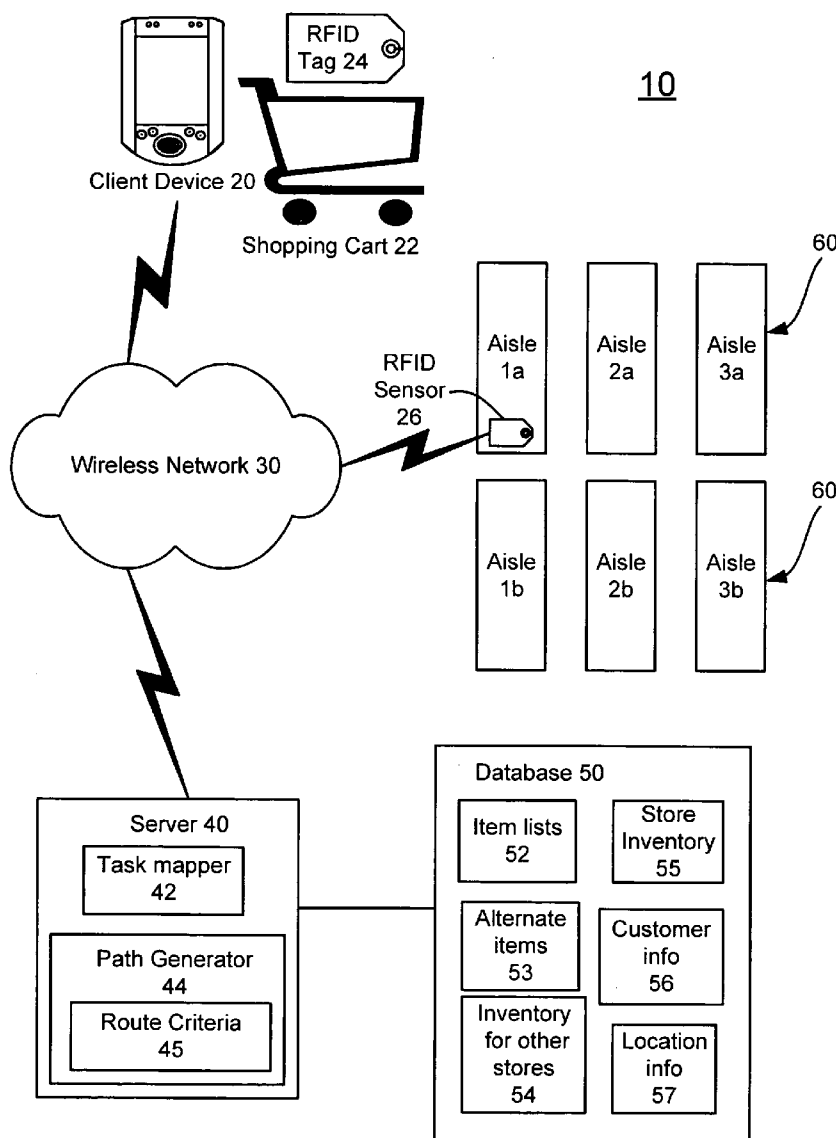 RFID
Tag 24
10
Client Device 20
Shopping Cart 22
60
Aisle
1a
Aisle
2a
Aisle
3a
RFID
Sensor
26
Wireless Network 30
60
Aisle
1b
Aisle
2b
Aisle
3b
Server 40
Task mapper
42
Path Generator
44
Route Criteria
45
Database 50
Item lists
52
Store
Inventory
55
Alternate
items
53
Customer
info
56
Inventory
for other
stores
54
Location
info
57